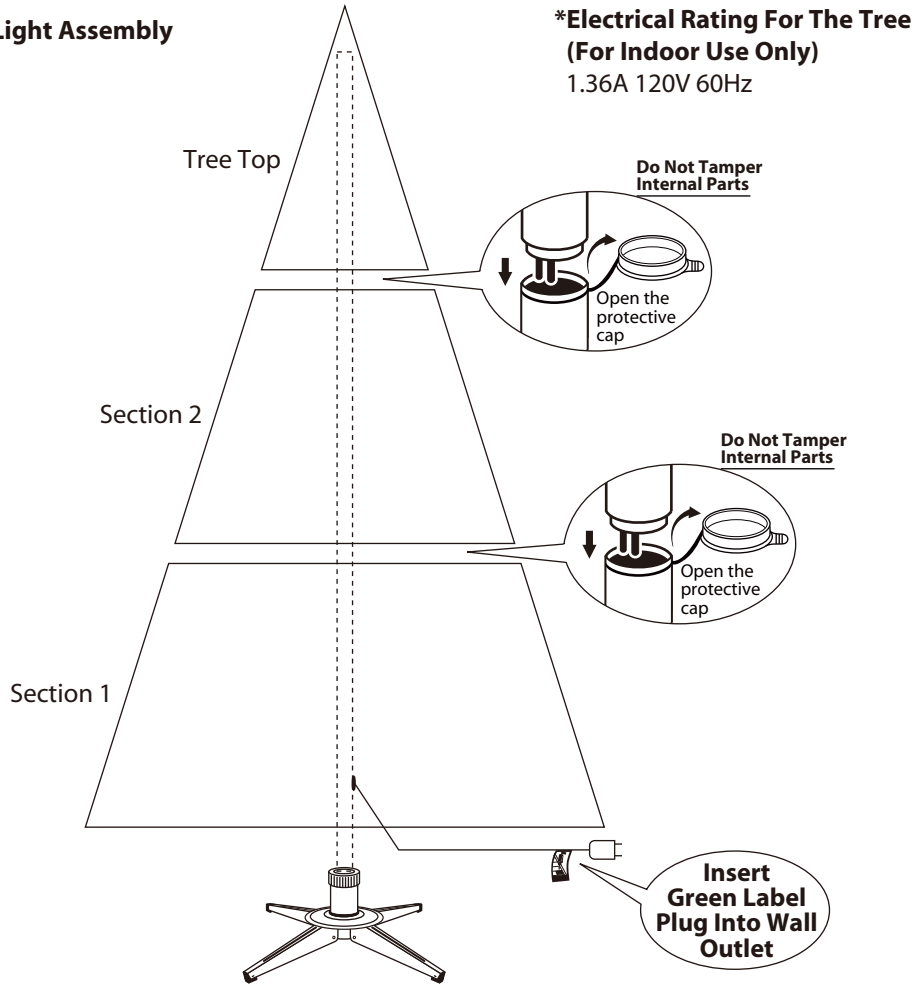 Light Assembly
*Electrical Rating For The Tree
(For Indoor Use Only)
1.36A 120V 60Hz
Tree Top
Do Not Tamper
Internal Parts
Open the
protective
cap
Section 2
Do Not Tamper
Internal Parts
Open the
protective
cap
Section 1
Insert
Green Label
Plug Into Wall
Outlet